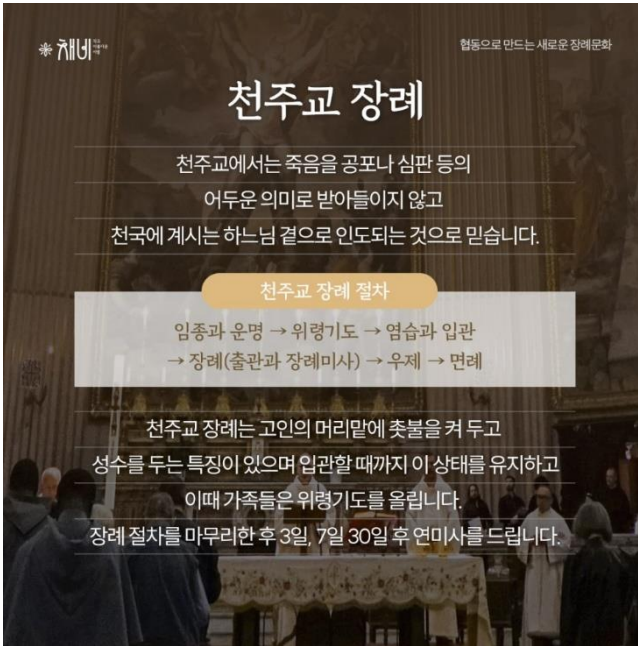 채비
협동으로 만드는 새로운 장례문화
천주교 장례
천주교에서는 죽음을 공포나 심판 등의
어두운 의미로 받아들이지 않고
천국에 계시는 하느님 곁으로 인도되는 것으로 믿습니다.
천주교 장례 절차
임종과 운명 → 위령기도 → 염습과 입관
→ 장례(출관과 장례미사) → 우제 → 면례
천주교 장례는 고인의 머리맡에 촛불을 켜 두고
성수를 두는 특징이 있으며 입관할 때까지 이 상태를 유지하고
이때 가족들은 위령기도를 올립니다.
장례 절차를 마무리한 후 3일, 7일 30일 후 연미사를 드립니다.